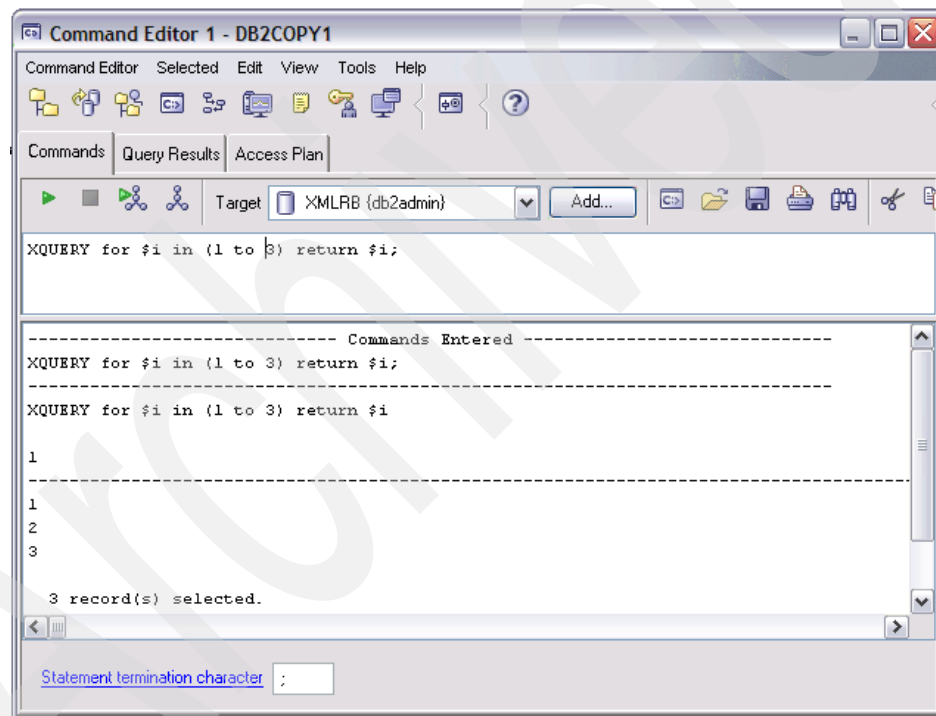 Command Editor 1 - DB2COPY1
Command Editor Selected Edit View Tools Help
Commands Query Results Access Plan
Target XMLRB {db2admin} Add...
XQUERY for $i in (1 to 3) return $i;
------------------------------ Commands Entered ------------------------------
XQUERY for $i in (1 to 3) return $i;
------------------------------------------------------------------------------
XQUERY for $i in (1 to 3) return $i
1
--------------------------------------------------------------------------------------
1
2
3
3 record(s) selected.
Statement termination character ;